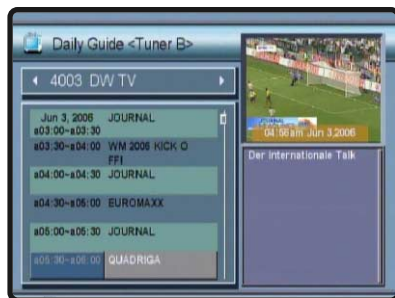 Daily Guide <Tuner B>
4003 DW TV
Jun 3, 2006 JOURNAL
a03:00~a03:30
a03:30~a04:00 WM 2006 KICK O
FF!
a04:00~a04:30 JOURNAL
a04:30~a05:00 EUROMAXX
a05:00~a05:30 JOURNAL
a05:30~a06:00 QUADRIGA
04:56am Jun 3,2006
Der internationale Talk